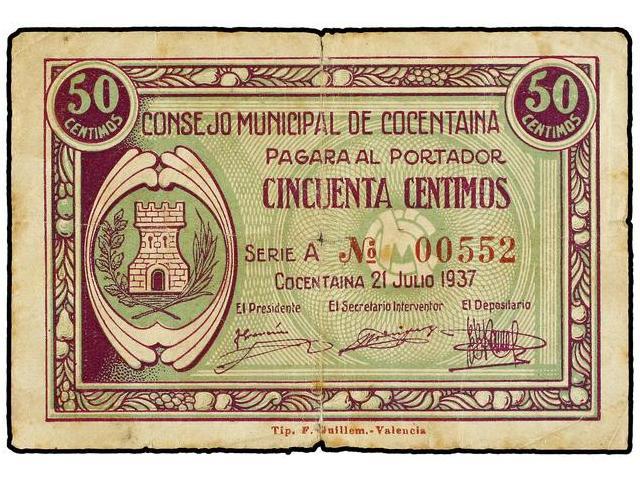 50
CENTIMOS
50
CENTIMOS
CONSEJO MUNICIPAL DE COCENTAINA
PAGARA AL PORTADOR
CINCUENTA CENTIMOS
SERIE A No 00552
COCENTAINA 21 JULIO 1937
El Presidente El Secretario Interventor El Depositario
Tip. F. Guillem.-Valencia